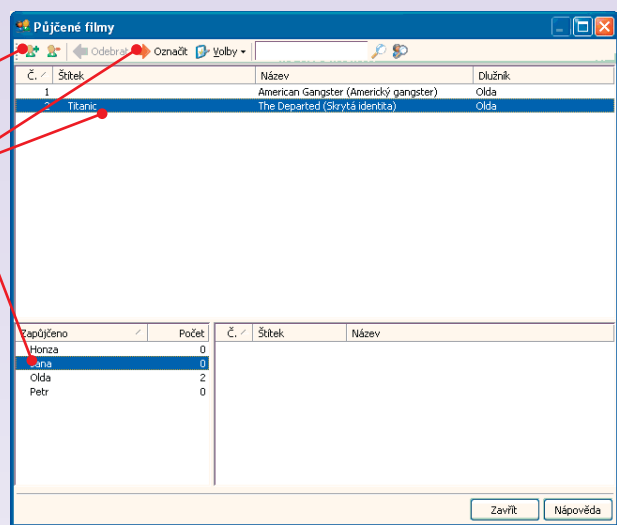 Půjčené filmy
Odebrat Označit Volby
Č. Štítek Název Dlužník
1 American Gangster (Americký gangster) Olda
2 Titanic The Departed (Skrytá identita) Olda
Zapůjčeno Počet Č. Štítek Název
Honza 0
Jana 0
Olda 2
Petr 0
Zavřít Nápověda